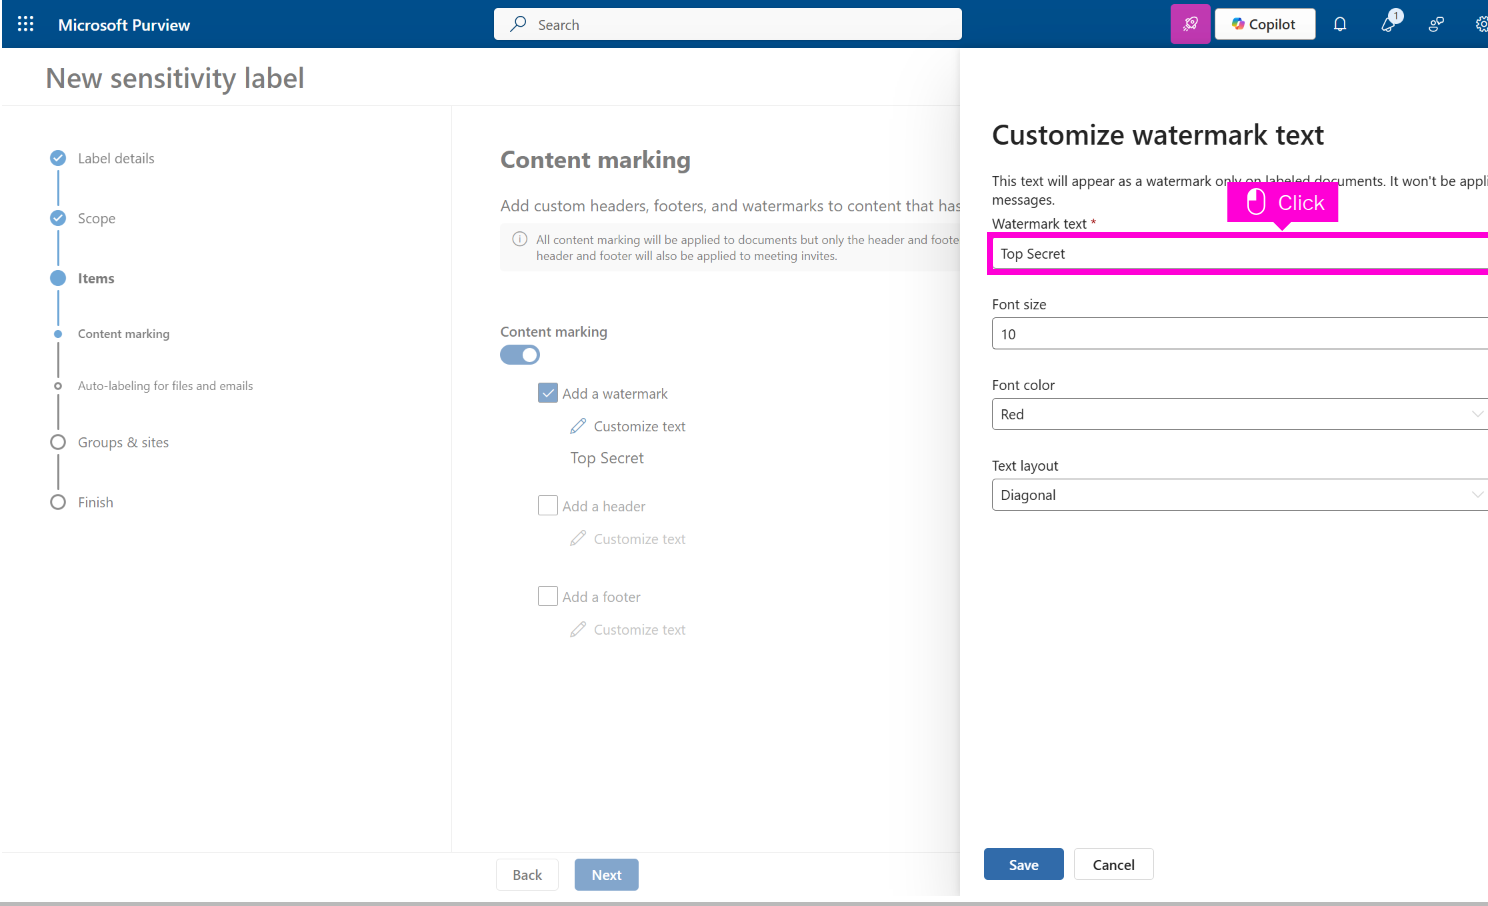 Microsoft Purview
Search
Copilot
1
New sensitivity label
Label details
Scope
Items
Content marking
Auto-labeling for files and emails
Groups & sites
Finish
Content marking
Add custom headers, footers, and watermarks to content that has
All content marking will be applied to documents but only the header and foote
header and footer will also be applied to meeting invites.
Content marking
Add a watermark
Customize text
Top Secret
Add a header
Customize text
Add a footer
Customize text
Back
Next
Customize watermark text
This text will appear as a watermark only on labeled documents. It won't be appli
messages.
Click
Watermark text *
Top Secret
Font size
10
Font color
Red
Text layout
Diagonal
Save
Cancel